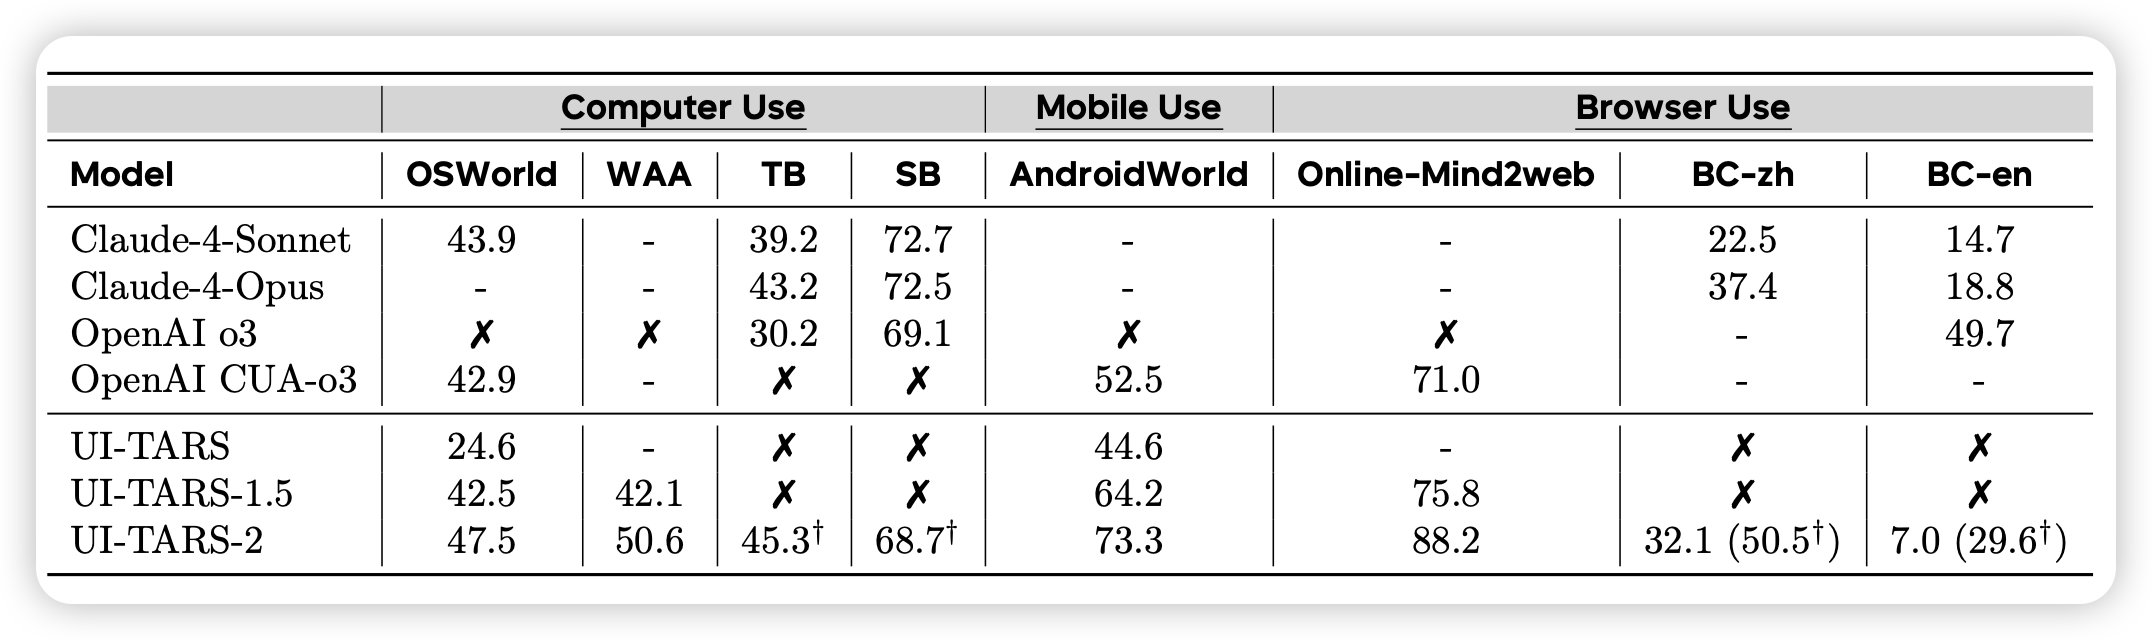 Computer Use Mobile Use Browser Use
Model OSWorld WAA TB SB AndroidWorld Online-Mind2web BC-zh BC-en
Claude-4-Sonnet 43.9 - 39.2 72.7 - - 22.5 14.7
Claude-4-Opus - - 43.2 72.5 - - 37.4 18.8
OpenAI o3 ✗ ✗ 30.2 69.1 ✗ ✗ - 49.7
OpenAI CUA-o3 42.9 - ✗ ✗ 52.5 71.0 - -
UI-TARS 24.6 - ✗ ✗ 44.6 - ✗ ✗
UI-TARS-1.5 42.5 42.1 ✗ ✗ 64.2 75.8 ✗ ✗
UI-TARS-2 47.5 50.6 45.3† 68.7† 73.3 88.2 32.1 (50.5†) 7.0 (29.6†)